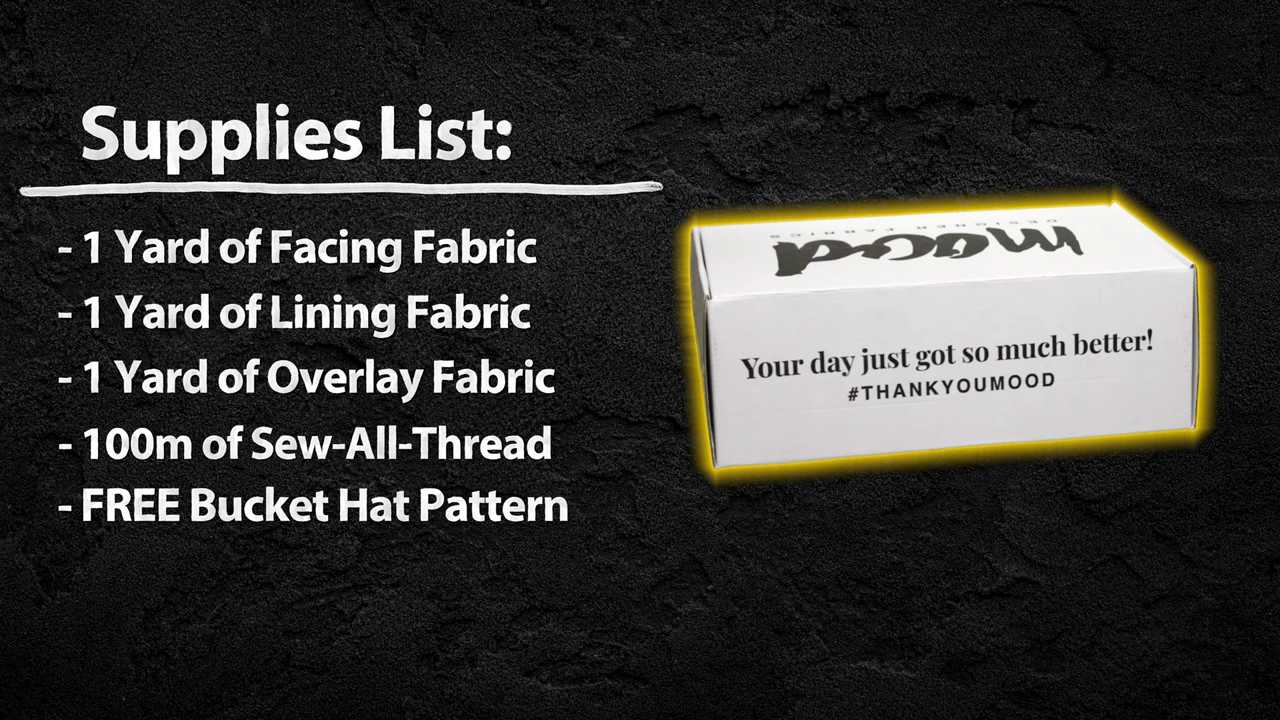 Supplies List:
- 1 Yard of Facing Fabric
- 1 Yard of Lining Fabric
- 1 Yard of Overlay Fabric
- 100m of Sew-All-Thread
- FREE Bucket Hat Pattern
mood
DESIGNER FABRICS
Your day just got so much better!
#THANKYOUMOOD